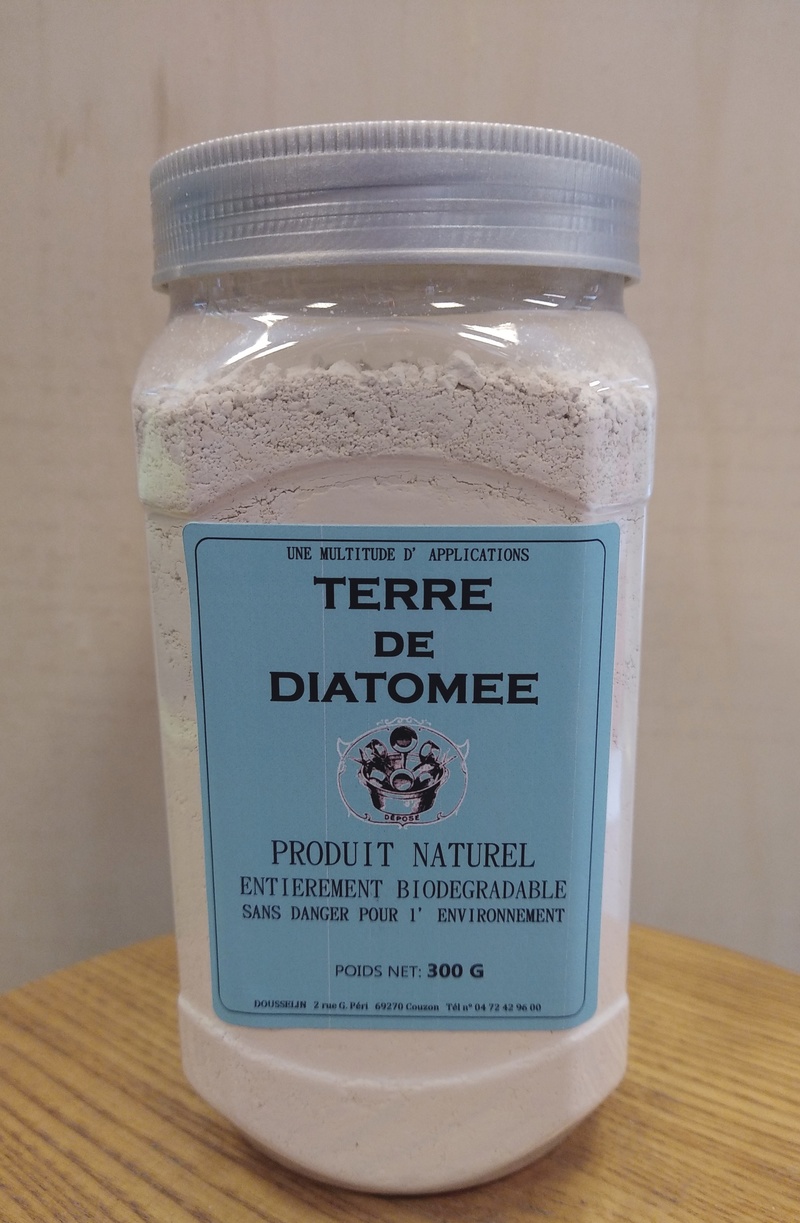 UNE MULTITUDE D' APPLICATIONS
TERRE
DE
DIATOMEE
DEPOSE
PRODUIT NATUREL
ENTIEREMENT BIODEGRADABLE
SANS DANGER POUR l' ENVIRONNEMENT
POIDS NET: 300 G
DOUSSELIN 2 rue G. Péri 69270 Couzon Tél n° 04 72 42 96 00